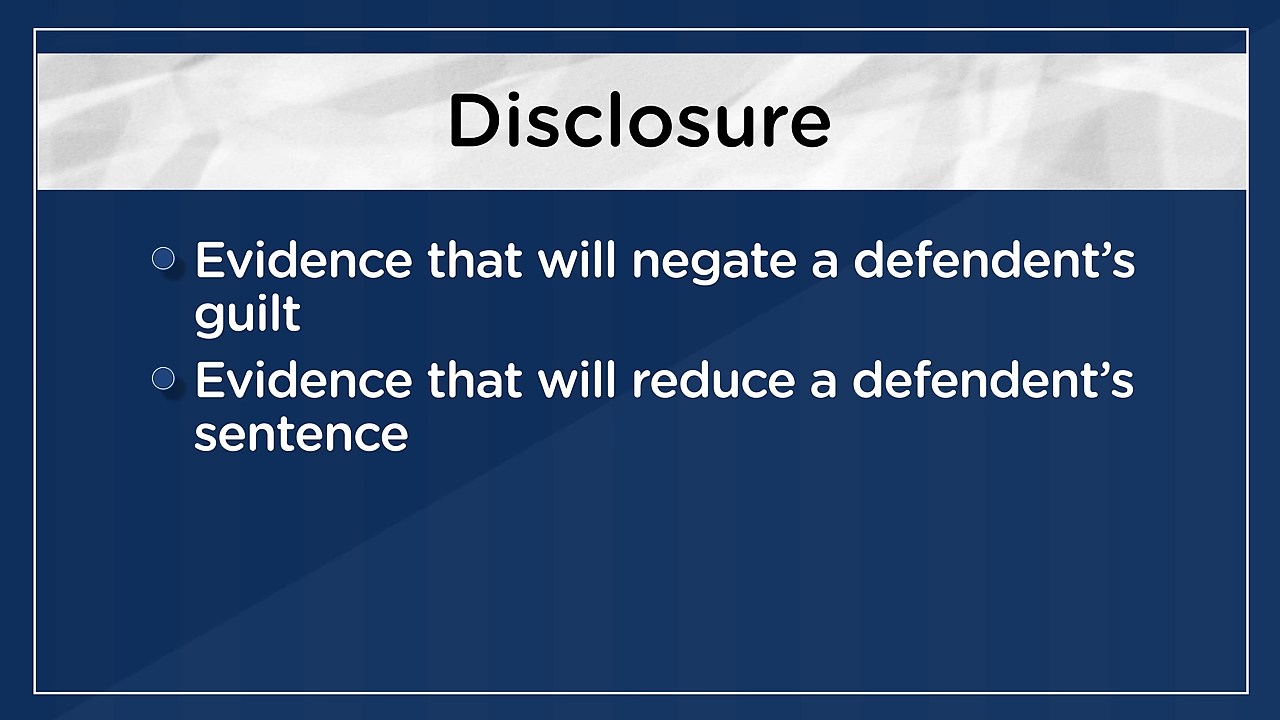 Disclosure
Evidence that will negate a defendent’s
guilt
Evidence that will reduce a defendent’s
sentence